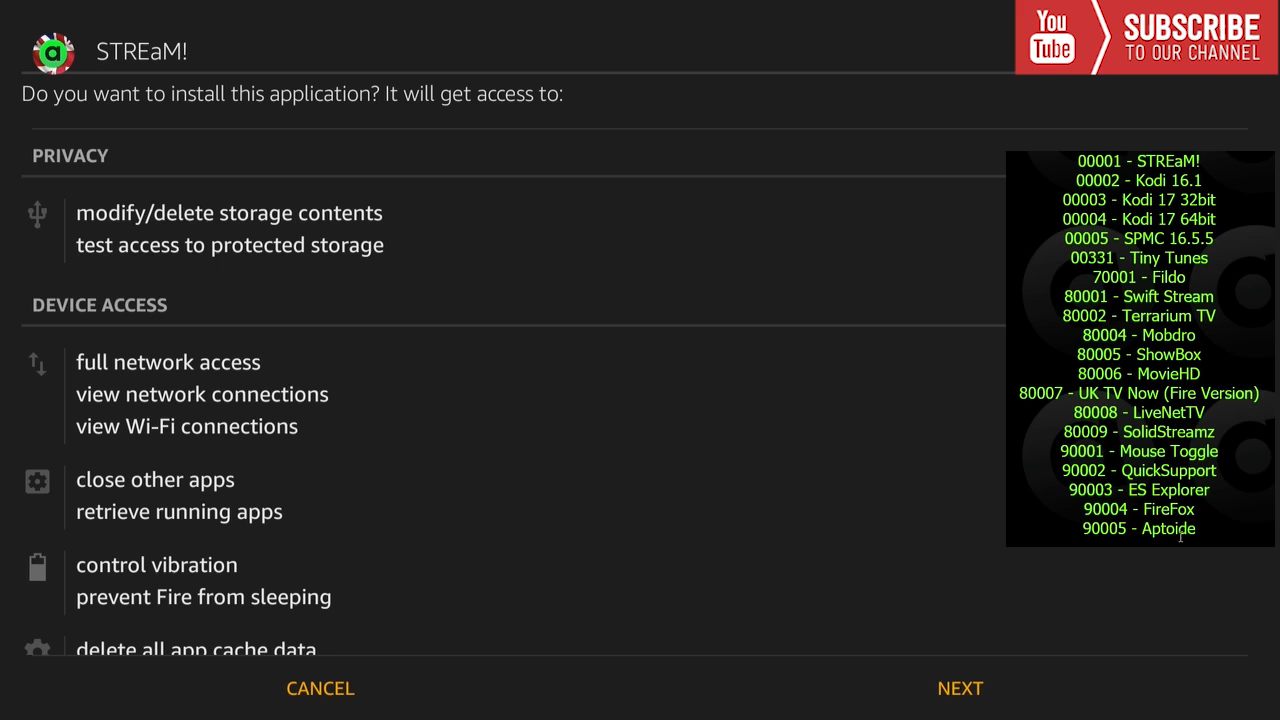 STREaM!
You
Tube
SUBSCRIBE
TO OUR CHANNEL
Do you want to install this application? It will get access to:
PRIVACY
modify/delete storage contents
test access to protected storage
DEVICE ACCESS
full network access
view network connections
view Wi-Fi connections
close other apps
retrieve running apps
control vibration
prevent Fire from sleeping
delete all app cache data
CANCEL
NEXT
00001 - STREaM!
00002 - Kodi 16.1
00003 - Kodi 17 32bit
00004 - Kodi 17 64bit
00005 - SPMC 16.5.5
00331 - Tiny Tunes
70001 - Fildo
80001 - Swift Stream
80002 - Terrarium TV
80004 - Mobdro
80005 - ShowBox
80006 - MovieHD
80007 - UK TV Now (Fire Version)
80008 - LiveNetTV
80009 - SolidStreamz
90001 - Mouse Toggle
90002 - QuickSupport
90003 - ES Explorer
90004 - FireFox
90005 - Aptoide